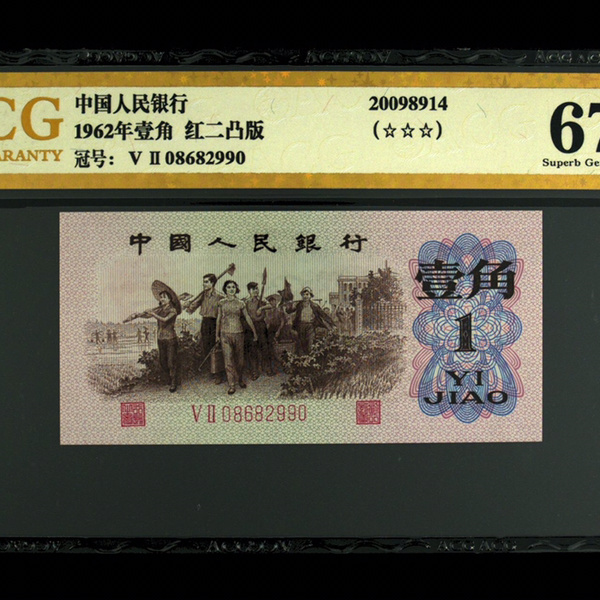 CG
ARANTY
中国人民银行
1962年壹角 红二凸版
冠号: V II 08682990
20098914
(☆☆☆)
67
Superb Ge
中國人民銀行
壹角
1
YI
JIAO
V II 08682990